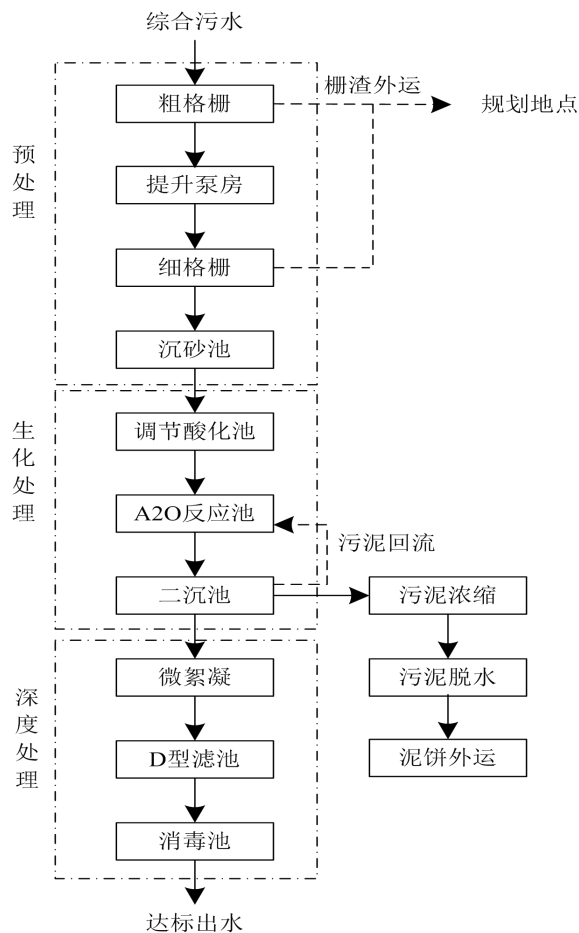 综合污水
粗格栅
栅渣外运
规划地点
预处理
提升泵房
细格栅
沉砂池
生化处理
调节酸化池
A2O反应池
污泥回流
二沉池
污泥浓缩
深度处理
微絮凝
污泥脱水
D型滤池
泥饼外运
消毒池
达标出水